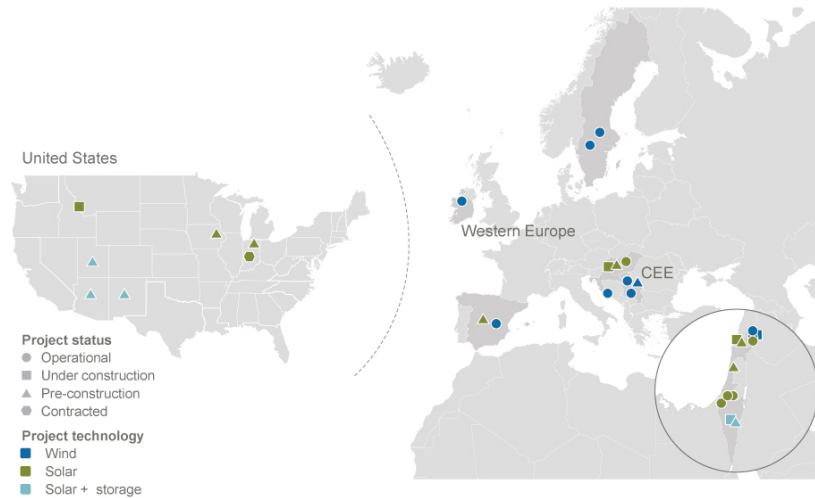 United States
Western Europe
CEE
Project status
Operational
Under construction
Pre-construction
Contracted
Project technology
Wind
Solar
Solar + storage